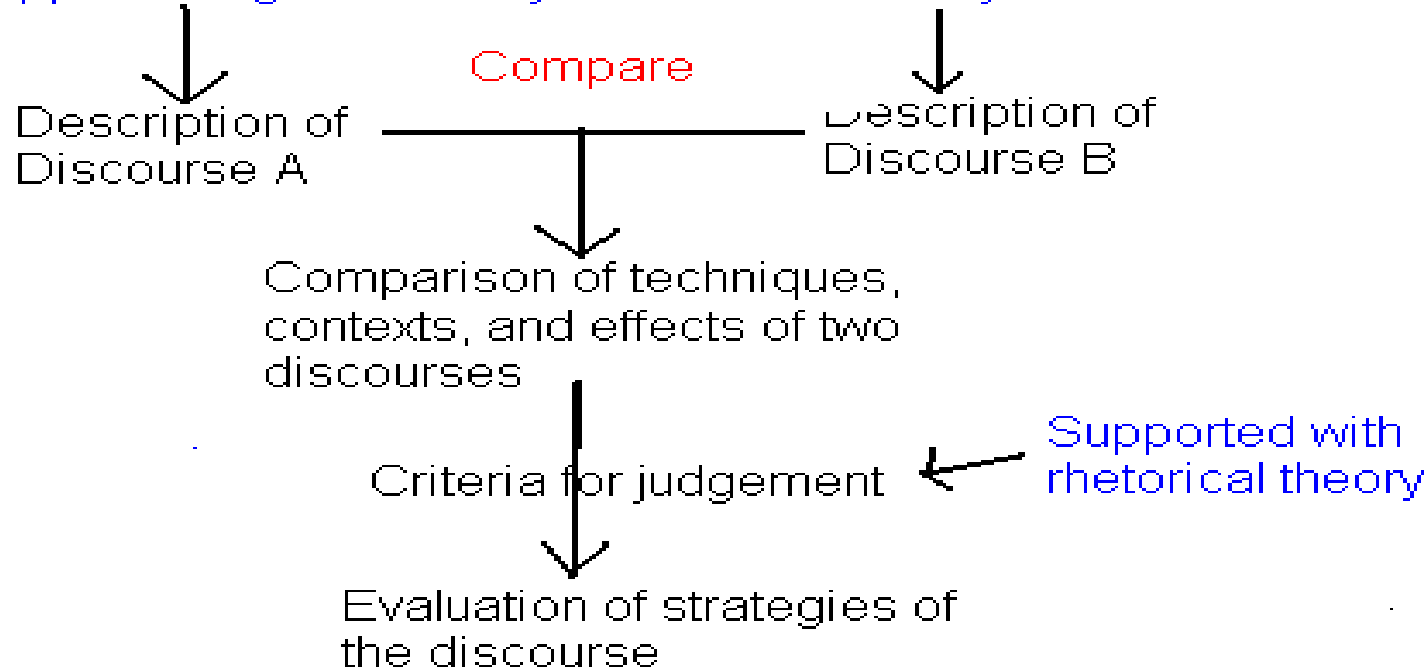 Compare
Description of
Discourse A
Description of
Discourse B
Comparison of techniques,
contexts, and effects of two
discourses
Supported with
rhetorical theory
Criteria for judgement
Evaluation of strategies of
the discourse